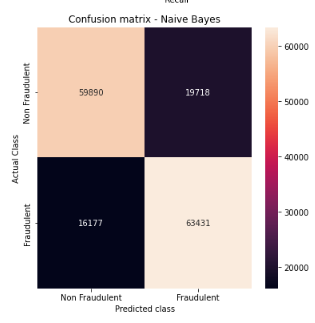 Recall
Confusion matrix - Naive Bayes
Actual Class
Non Fraudulent
59890
19718
Fraudulent
16177
63431
Non Fraudulent
Fraudulent
Predicted class
60000
50000
40000
30000
20000